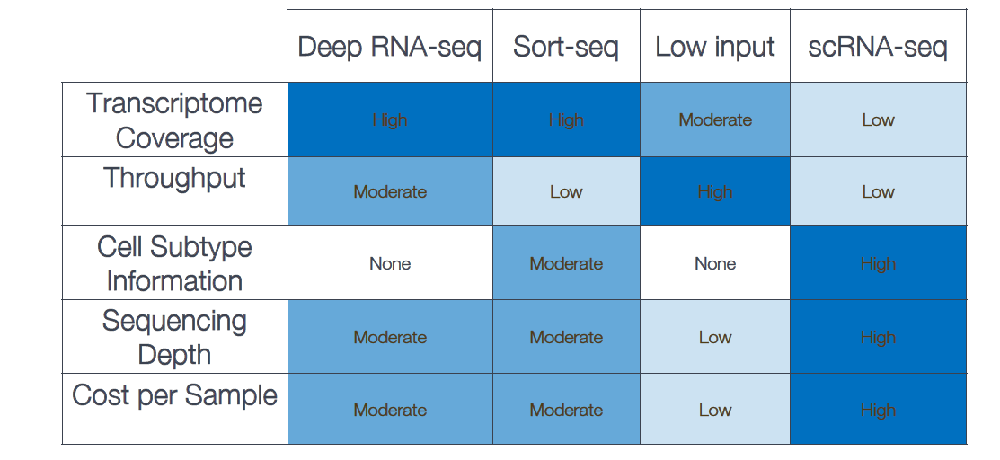 Deep RNA-seq Sort-seq Low input scRNA-seq
Transcriptome
Coverage
High High Moderate Low
Throughput
Moderate Low High Low
Cell Subtype
Information
None Moderate None High
Sequencing
Depth
Moderate Moderate Low High
Cost per Sample
Moderate Moderate Low High